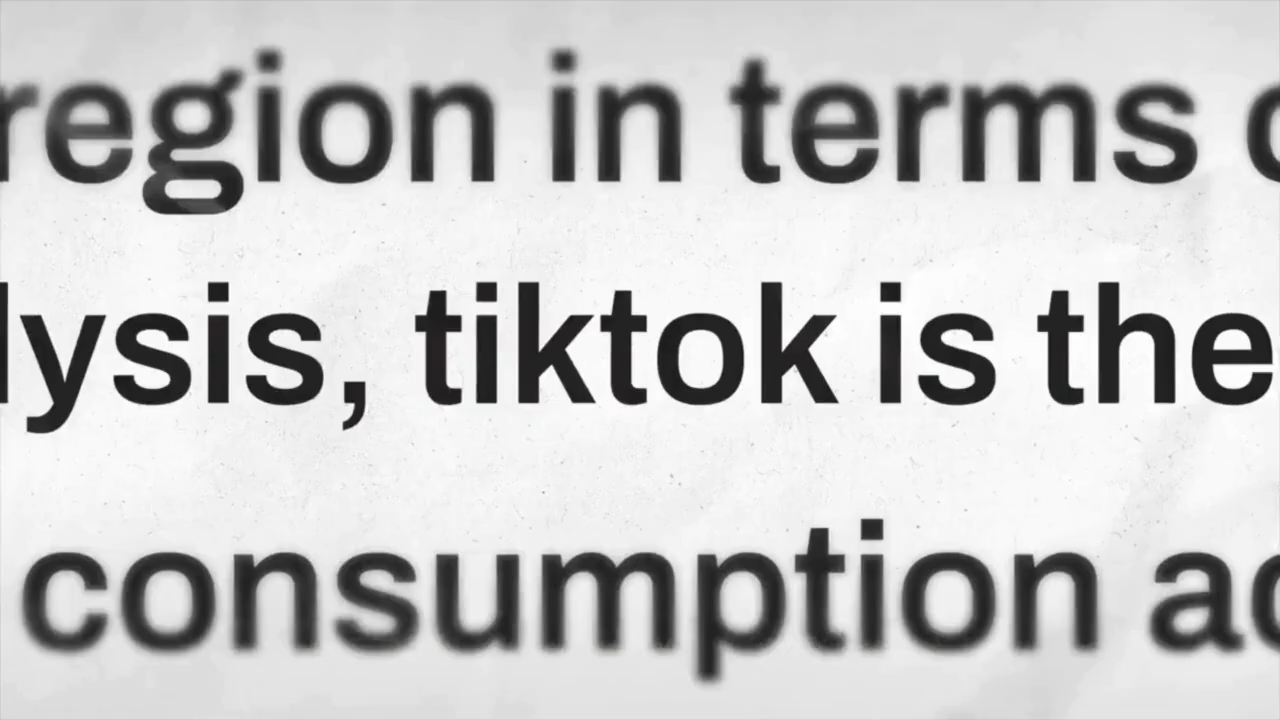 region in terms
lysis, tiktok is the
consumption